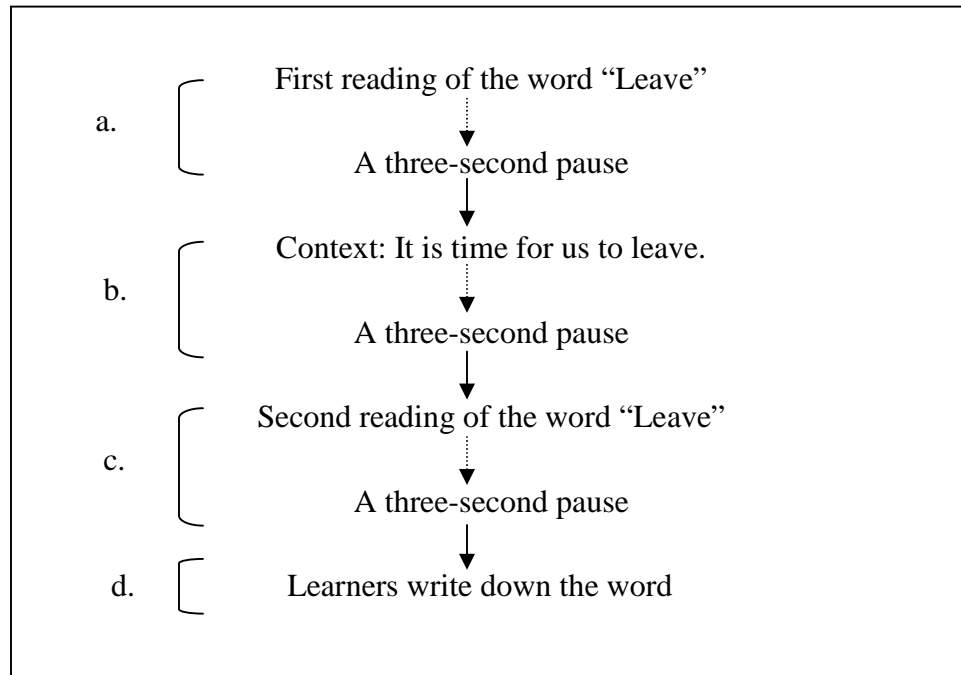 First reading of the word “Leave”
a.
A three-second pause
Context: It is time for us to leave.
b.
A three-second pause
Second reading of the word “Leave”
c.
A three-second pause
d. Learners write down the word